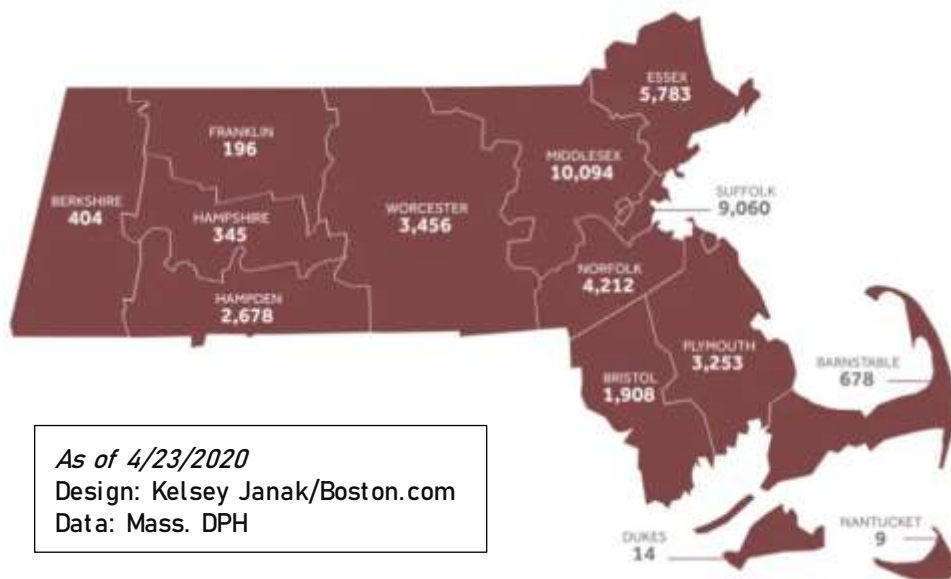 ESSEX
5,783
FRANKLIN
196
MIDDLESEX
10,094
SUFFOLK
9,060
BERKSHIRE
404
HAMPSHIRE
345
WORCESTER
3,456
NORFOLK
4,212
HAMPDEN
2,678
PLYMOUTH
3,253
BARNSTABLE
678
BRISTOL
1,908
As of 4/23/2020
Design: Kelsey Janak/Boston.com
Data: Mass. DPH
DUKES
14
NANTUCKET
9